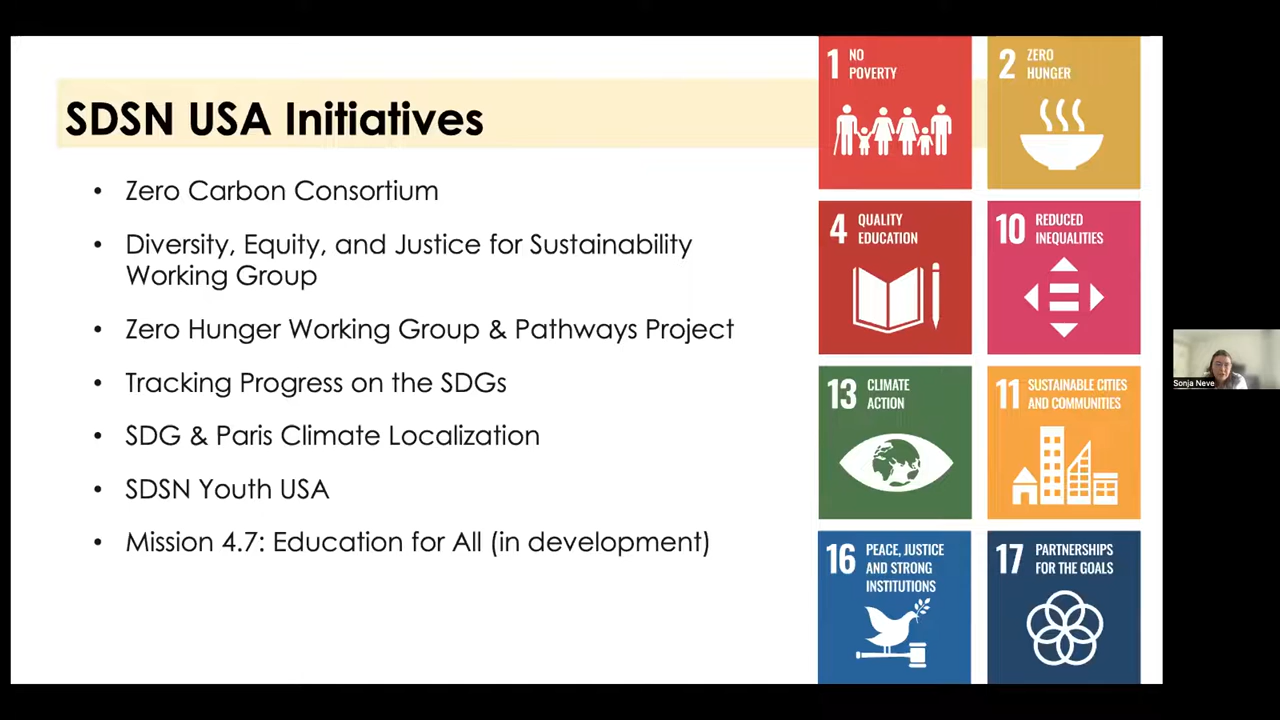 SDSN USA Initiatives
• Zero Carbon Consortium
• Diversity, Equity, and Justice for Sustainability
Working Group
• Zero Hunger Working Group & Pathways Project
• Tracking Progress on the SDGs
• SDG & Paris Climate Localization
• SDSN Youth USA
• Mission 4.7: Education for All (in development)
1 NO
POVERTY
2 ZERO
HUNGER
4 QUALITY
EDUCATION
10 REDUCED
INEQUALITIES
13 CLIMATE
ACTION
11 SUSTAINABLE CITIES
AND COMMUNITIES
16 PEACE, JUSTICE
AND STRONG
INSTITUTIONS
17 PARTNERSHIPS
FOR THE GOALS
Sonja Neve